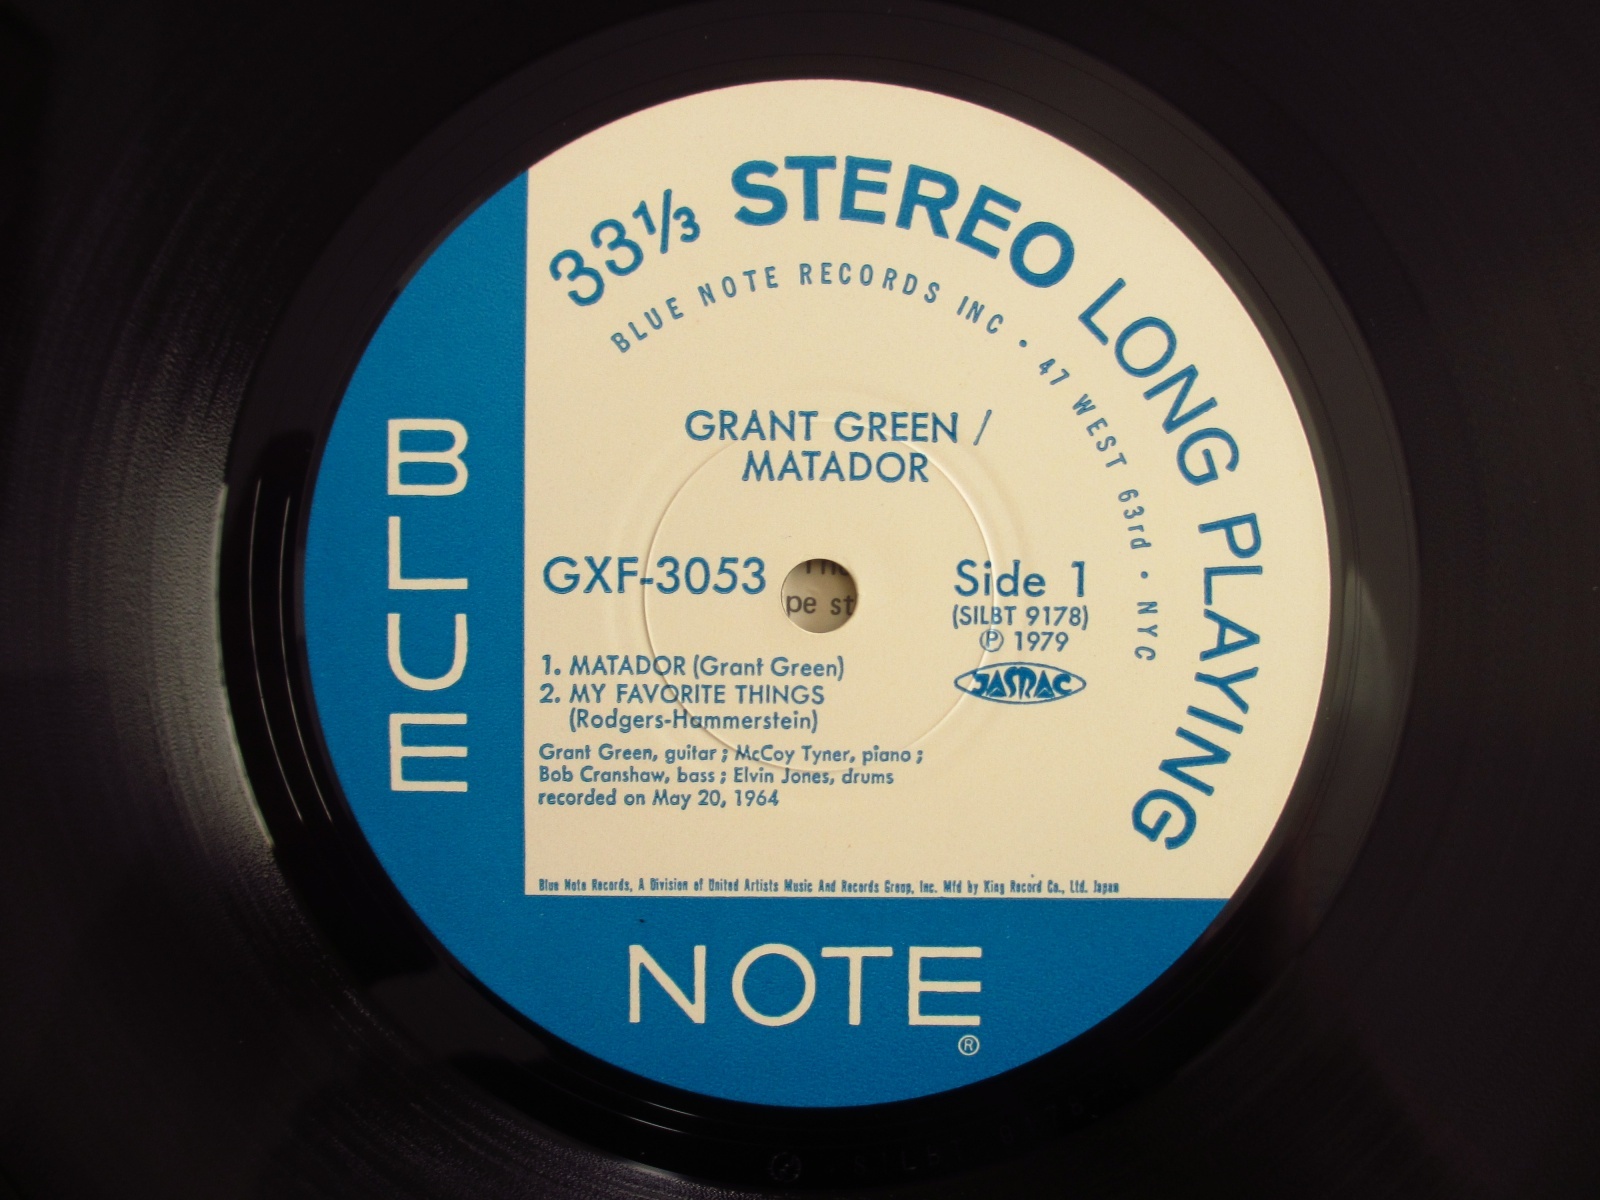 33⅓ STEREO LONG PLAYING
BLUE NOTE RECORDS INC · 47 WEST 63rd · NYC
GRANT GREEN /
MATADOR
GXF-3053
pe st
Side 1
(SILBT 9178)
℗ 1979
JASRAC
1. MATADOR (Grant Green)
2. MY FAVORITE THINGS
(Rodgers-Hammerstein)
Grant Green, guitar ; McCoy Tyner, piano ;
Bob Cranshaw, bass ; Elvin Jones, drums
recorded on May 20, 1964
Blue Note Records, A Division of United Artists Music And Records Group, Inc. Mfd by King Record Co., Ltd. Japan
BLUE
NOTE
®